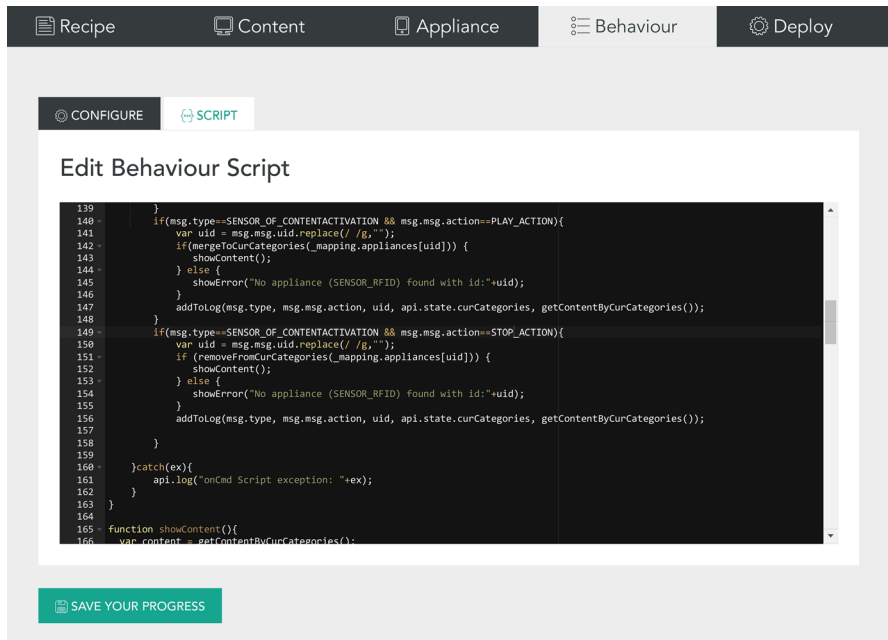 Recipe
Content
Appliance
Behaviour
Deploy
CONFIGURE
SCRIPT
Edit Behaviour Script
139 }
140 if(msg.type==SENSOR_OF_CONTENTACTIVATION && msg.msg.action==PLAY_ACTION){
141 var uid = msg.msg.uid.replace(/ /g,"");
142 if(mergeToCurCategories(_mapping.appliances[uid])) {
143 showContent();
144 } else {
145 showError("No appliance (SENSOR_RFID) found with id:"+uid);
146 }
147 addToLog(msg.type, msg.msg.action, uid, api.state.curCategories, getContentByCurCategories());
148 }
149 if(msg.type==SENSOR_OF_CONTENTACTIVATION && msg.msg.action==STOP_ACTION){
150 var uid = msg.msg.uid.replace(/ /g,"");
151 if (removeFromCurCategories(_mapping.appliances[uid])) {
152 showContent();
153 } else {
154 showError("No appliance (SENSOR_RFID) found with id:"+uid);
155 }
156 addToLog(msg.type, msg.msg.action, uid, api.state.curCategories, getContentByCurCategories());
157
158 }
159
160 }catch(ex){
161 api.log("onCmd Script exception: "+ex);
162 }
163 }
164
165 function showContent(){
166 var content = getContentByCurCategories();
SAVE YOUR PROGRESS